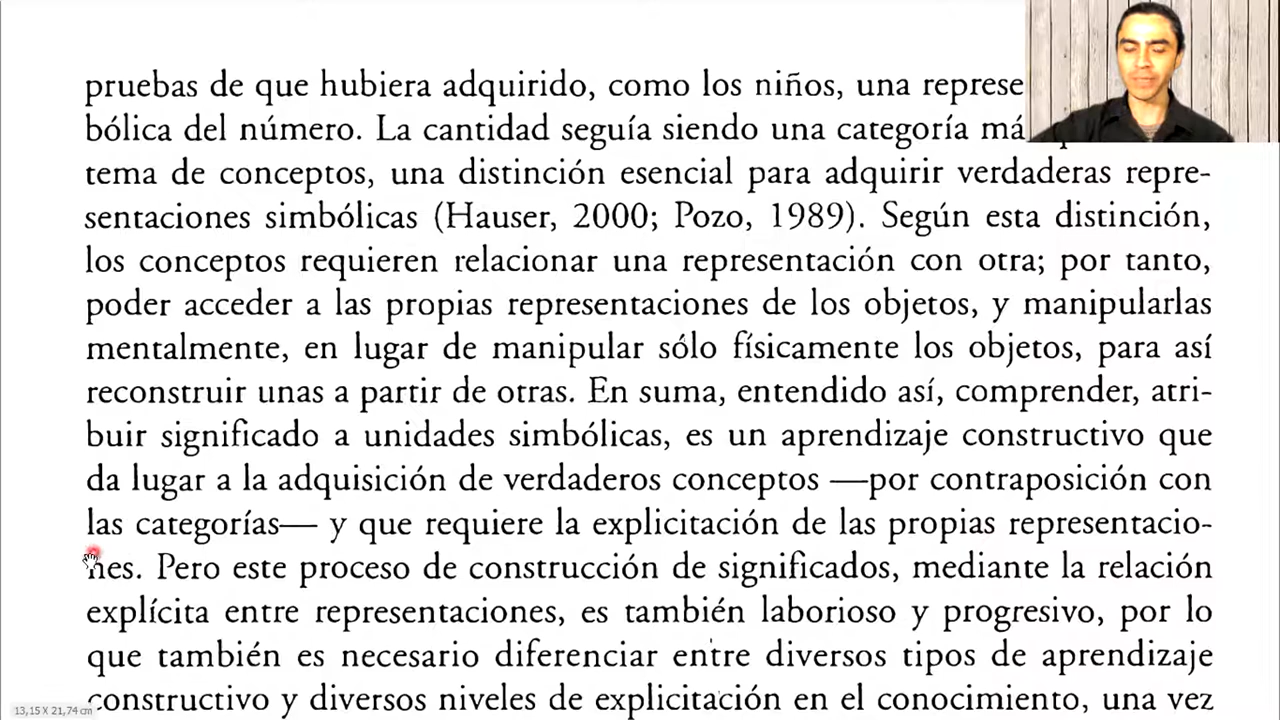 pruebas de que hubiera adquirido, como los niños, una represe
bólica del número. La cantidad seguía siendo una categoría má
tema de conceptos, una distinción esencial para adquirir verdaderas repre-
sentaciones simbólicas (Hauser, 2000; Pozo, 1989). Según esta distinción,
los conceptos requieren relacionar una representación con otra; por tanto,
poder acceder a las propias representaciones de los objetos, y manipularlas
mentalmente, en lugar de manipular sólo físicamente los objetos, para así
reconstruir unas a partir de otras. En suma, entendido así, comprender, atri-
buir significado a unidades simbólicas, es un aprendizaje constructivo que
da lugar a la adquisición de verdaderos conceptos —por contraposición con
las categorías— y que requiere la explicitación de las propias representacio-
nes. Pero este proceso de construcción de significados, mediante la relación
explícita entre representaciones, es también laborioso y progresivo, por lo
que también es necesario diferenciar entre diversos tipos de aprendizaje
constructivo y diversos niveles de explicitación en el conocimiento, una vez
13,15 X 21,74 cm